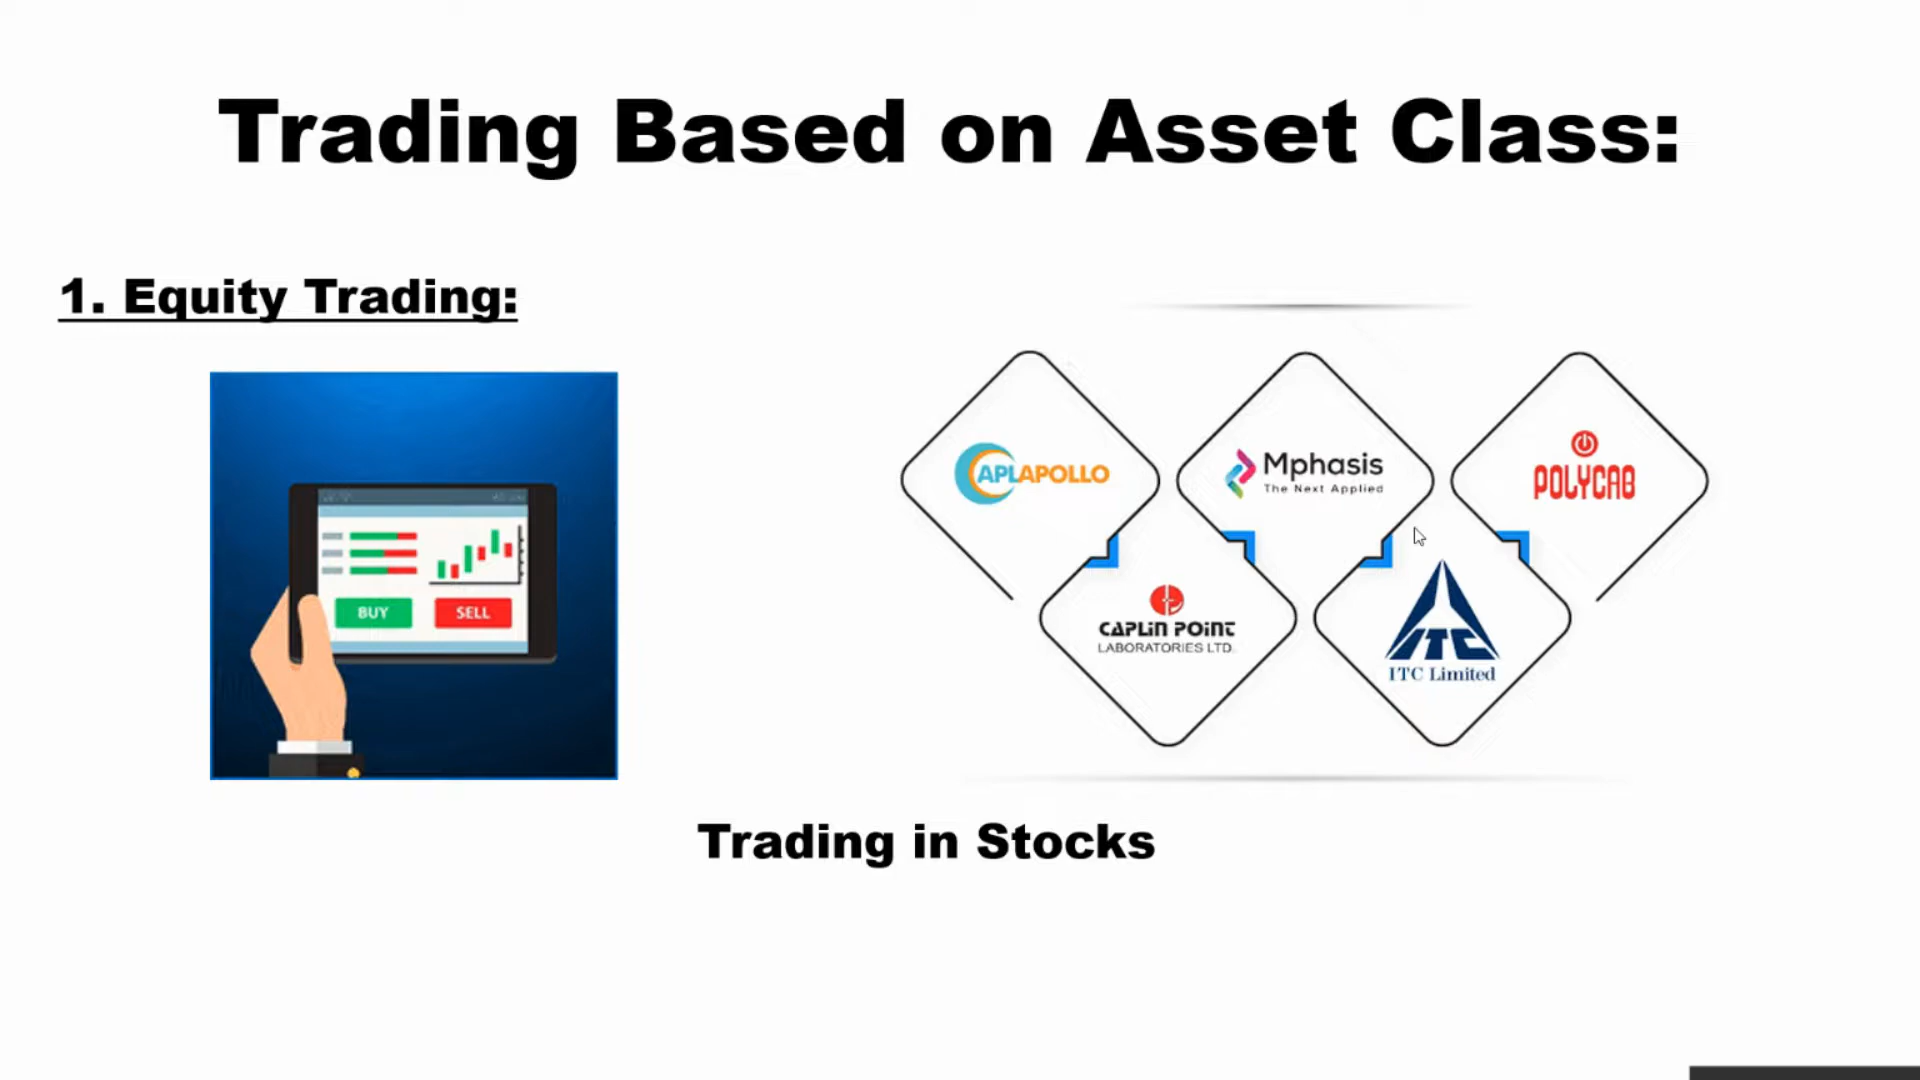 Trading Based on Asset Class:
1. Equity Trading:
BUY
SELL
APLAPOLLO
Mphasis
The Next Applied
POLYCAB
CAPLIN POINT
LABORATORIES LTD.
ITC
ITC Limited
Trading in Stocks